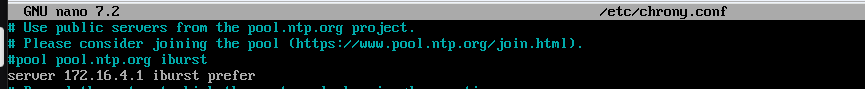 GNU nano 7.2 /etc/chrony.conf
# Use public servers from the pool.ntp.org project.
# Please consider joining the pool (https://www.pool.ntp.org/join.html).
#pool pool.ntp.org iburst
server 172.16.4.1 iburst prefer